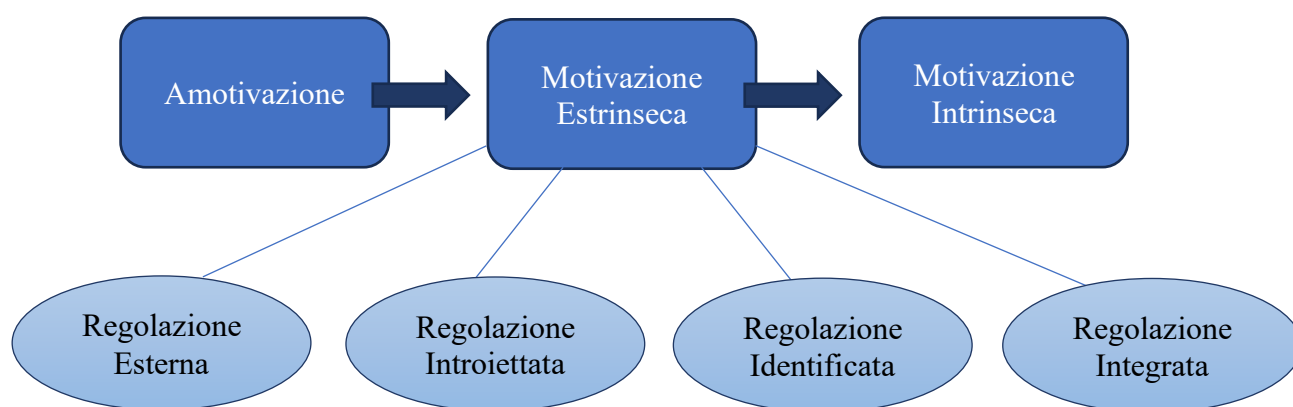 Amotivazione
Motivazione
Estrinseca
Motivazione
Intrinseca
Regolazione
Esterna
Regolazione
Introiettata
Regolazione
Identificata
Regolazione
Integrata